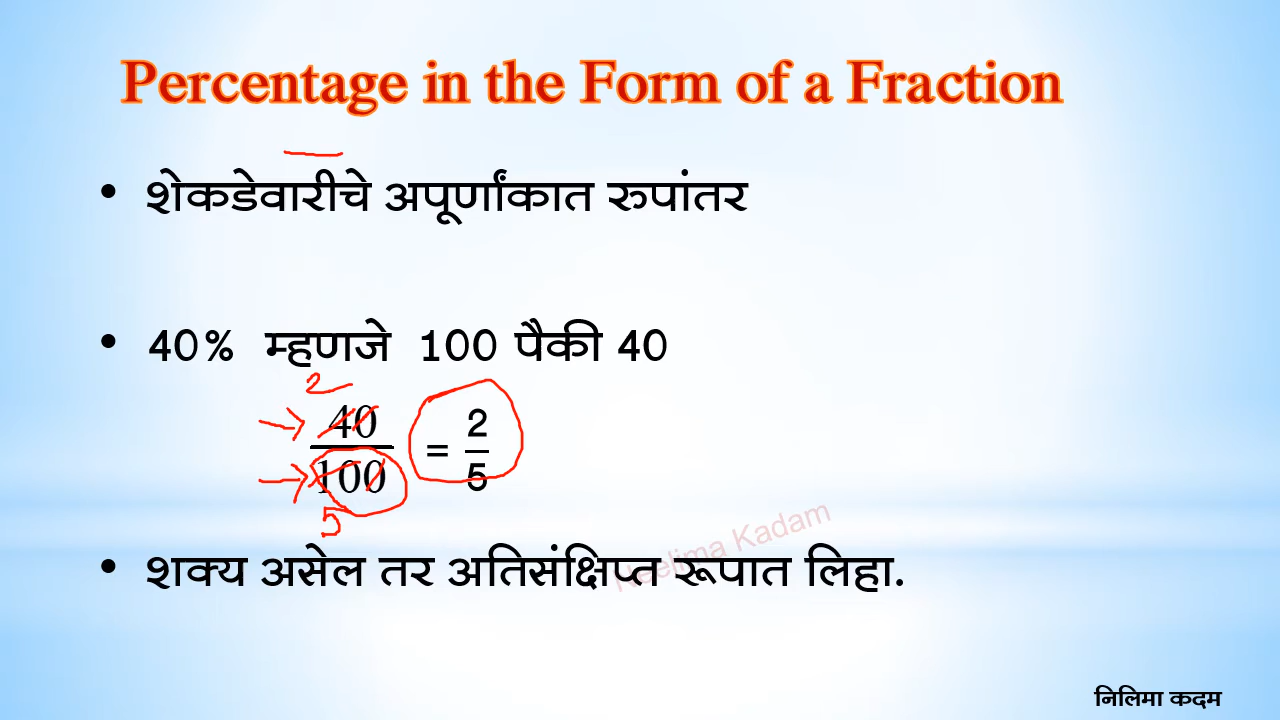 Percentage in the Form of a Fraction
• शेकडेवारीचे अपूर्णांकात रुपांतर
• 40% म्हणजे 100 पैकी 40
2
40/100 = 2/5
5
• शक्य असेल तर अतिसंक्षिप्त रूपात लिहा.
Neelima Kadam
निलिमा कदम